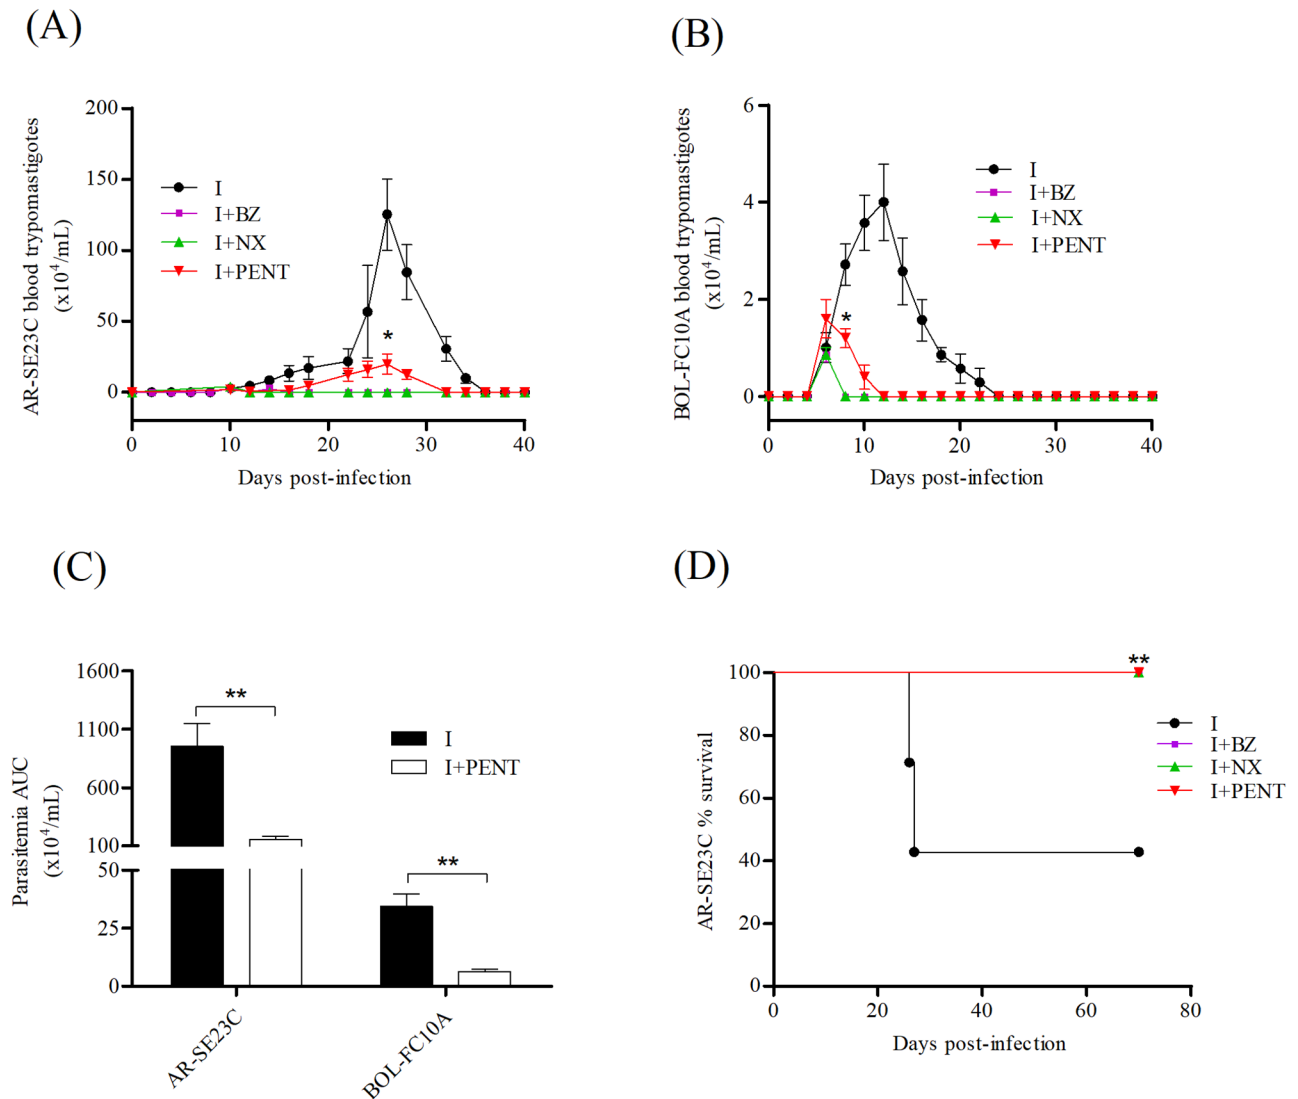 (A)
AR-SE23C blood trypomastigotes
(x10⁴/mL)
200
150
100
50
0
I
I+BZ
I+NX
I+PENT
*
0 10 20 30 40
Days post-infection
(B)
BOL-FC10A blood trypomastigotes
(x10⁴/mL)
6
4
2
0
I
I+BZ
I+NX
I+PENT
*
0 10 20 30 40
Days post-infection
(C)
Parasitemia AUC
(x10⁴/mL)
1600
1100
600
100
50
25
0
**
**
I
I+PENT
AR-SE23C
BOL-FC10A
(D)
AR-SE23C % survival
100
80
60
40
20
0
**
I
I+BZ
I+NX
I+PENT
0 20 40 60 80
Days post-infection